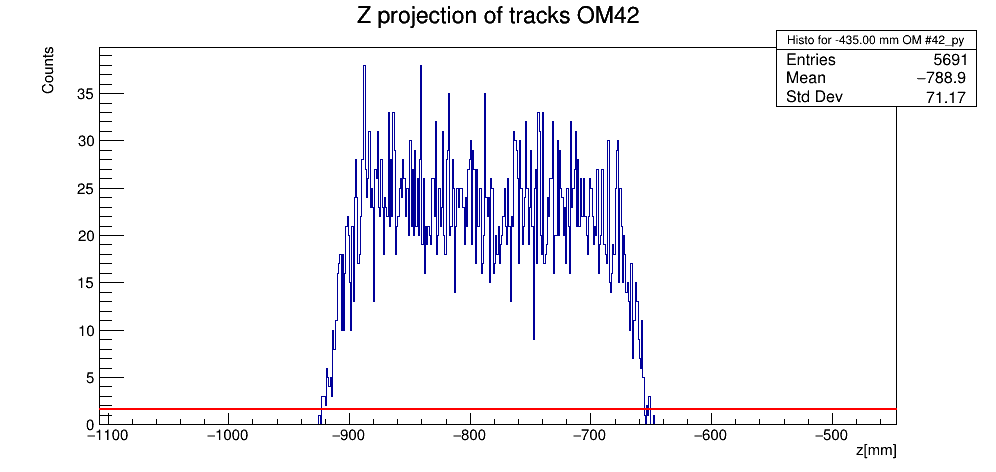 Z projection of tracks OM42
Histo for -435.00 mm OM #42_py
Entries 5691
Mean −788.9
Std Dev 71.17
Counts
35
30
25
20
15
10
5
0
−1100 −1000 −900 −800 −700 −600 −500
z[mm]